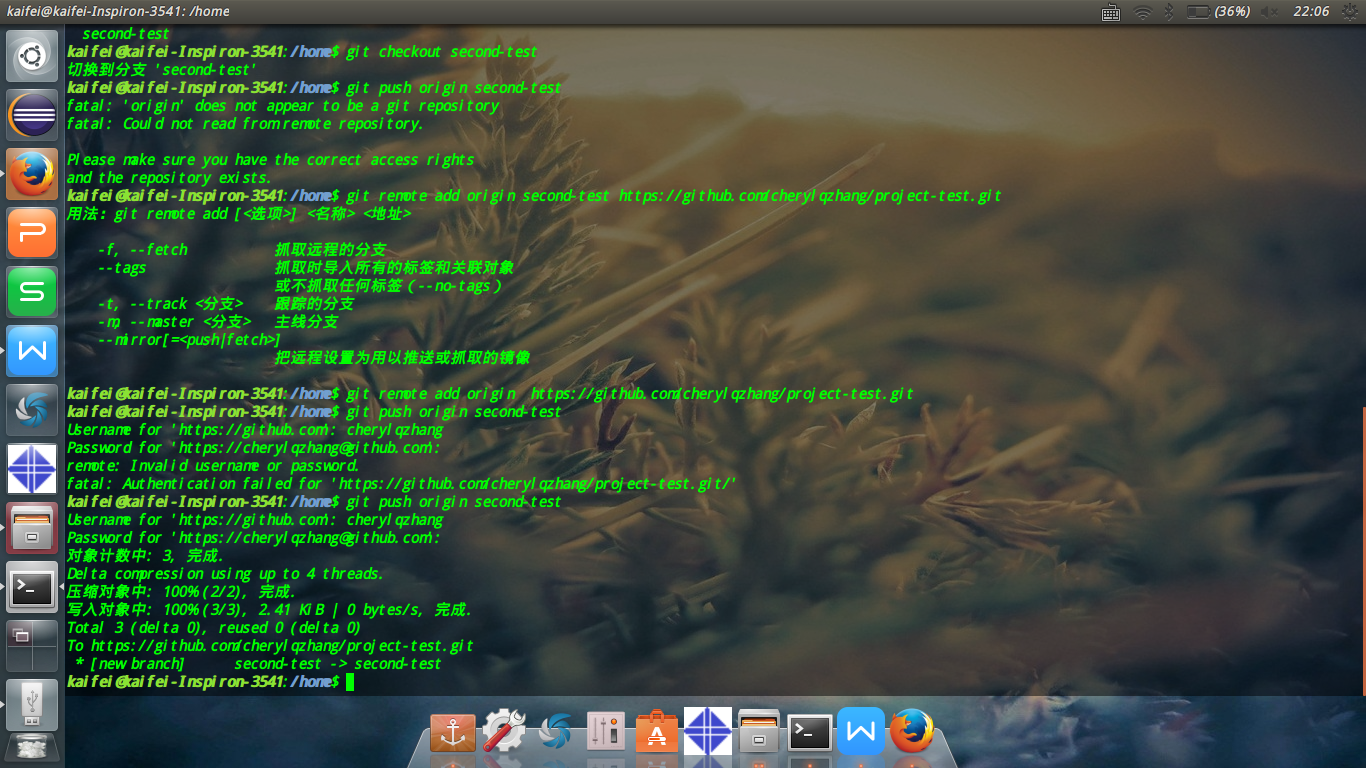 kaifei@kaifei-Inspiron-3541: /home
(36%) 22:06
second-test
kaifei@kaifei-Inspiron-3541:/home$ git checkout second-test
切换到分支 'second-test'
kaifei@kaifei-Inspiron-3541:/home$ git push origin second-test
fatal: 'origin' does not appear to be a git repository
fatal: Could not read from remote repository.
Please make sure you have the correct access rights
and the repository exists.
kaifei@kaifei-Inspiron-3541:/home$ git remote add origin second-test https://github.com/cherylqzhang/project-test.git
用法: git remote add [<选项>] <名称> <地址>
-f, --fetch 抓取远程的分支
--tags 抓取时导入所有的标签和关联对象
或不抓取任何标签 (--no-tags)
-t, --track <分支> 跟踪的分支
-m, --master <分支> 主线分支
--mirror[=<push|fetch>]
把远程设置为用以推送或抓取的镜像
kaifei@kaifei-Inspiron-3541:/home$ git remote add origin  https://github.com/cherylqzhang/project-test.git
kaifei@kaifei-Inspiron-3541:/home$ git push origin second-test
Username for 'https://github.com': cherylqzhang
Password for 'https://cherylqzhang@github.com':
remote: Invalid username or password.
fatal: Authentication failed for 'https://github.com/cherylqzhang/project-test.git/'
kaifei@kaifei-Inspiron-3541:/home$ git push origin second-test
Username for 'https://github.com': cherylqzhang
Password for 'https://cherylqzhang@github.com':
对象计数中: 3, 完成.
Delta compression using up to 4 threads.
压缩对象中: 100% (2/2), 完成.
写入对象中: 100% (3/3), 2.41 KiB | 0 bytes/s, 完成.
Total 3 (delta 0), reused 0 (delta 0)
To https://github.com/cherylqzhang/project-test.git
* [new branch] second-test -> second-test
kaifei@kaifei-Inspiron-3541:/home$